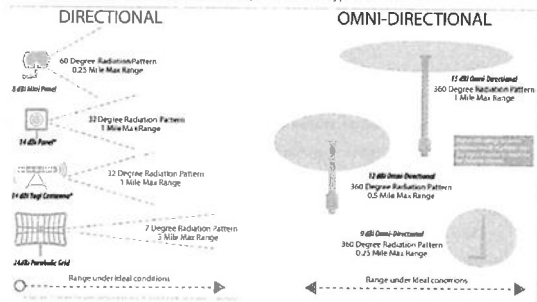 DIRECTIONAL
60 Degree Radiation Pattern
0.25 Mile Max Range
8 dBi Mini Panel
32 Degree Radiation Pattern
1 Mile Max Range
14 dBi Panel*
32 Degree Radiation Pattern
1 Mile Max Range
14 dBi Yagi Cantenna*
7 Degree Radiation Pattern
5 Mile Max Range
24dBi Parabolic Grid
Range under ideal conditions
OMNI-DIRECTIONAL
15 dBi Omni-Directional
360 Degree Radiation Pattern
1 Mile Max Range
12 dBi Omni-Directional
360 Degree Radiation Pattern
0.5 Mile Max Range
9 dBi Omni-Directional
360 Degree Radiation Pattern
0.25 Mile Max Range
Range under ideal conditions